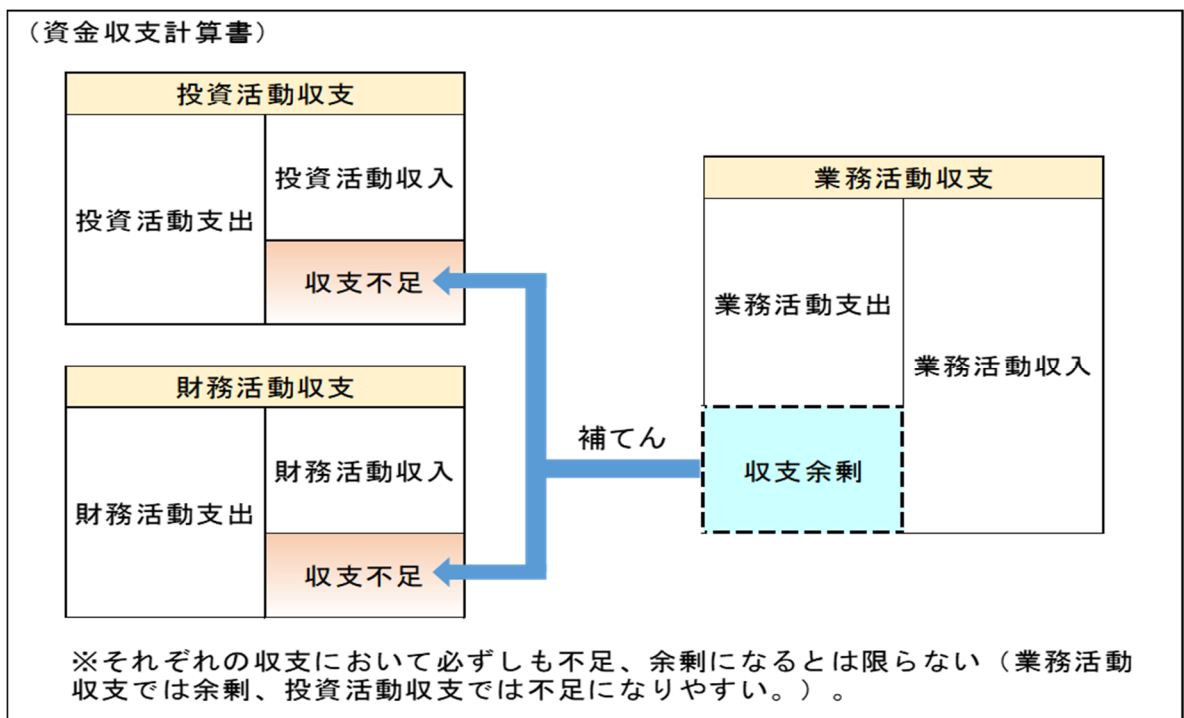 (資金収支計算書)
投資活動収支
投資活動支出
投資活動収入
収支不足
財務活動収支
財務活動支出
財務活動収入
収支不足
補てん
業務活動収支
業務活動支出
業務活動収入
収支余剰
※それぞれの収支において必ずしも不足、余剰になるとは限らない(業務活動
収支では余剰、投資活動収支では不足になりやすい。)。